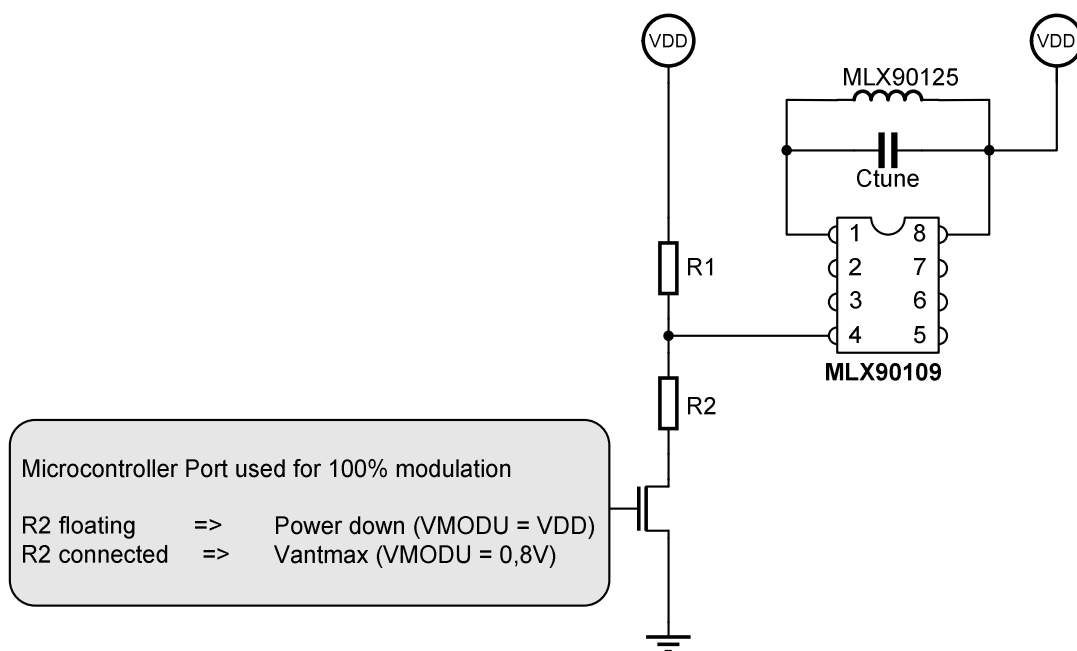 VDD
VDD
MLX90125
Ctune
1 8
2 7
3 6
4 5
R1
MLX90109
R2
Microcontroller Port used for 100% modulation
R2 floating => Power down (VMODU = VDD)
R2 connected => Vantmax (VMODU = 0,8V)